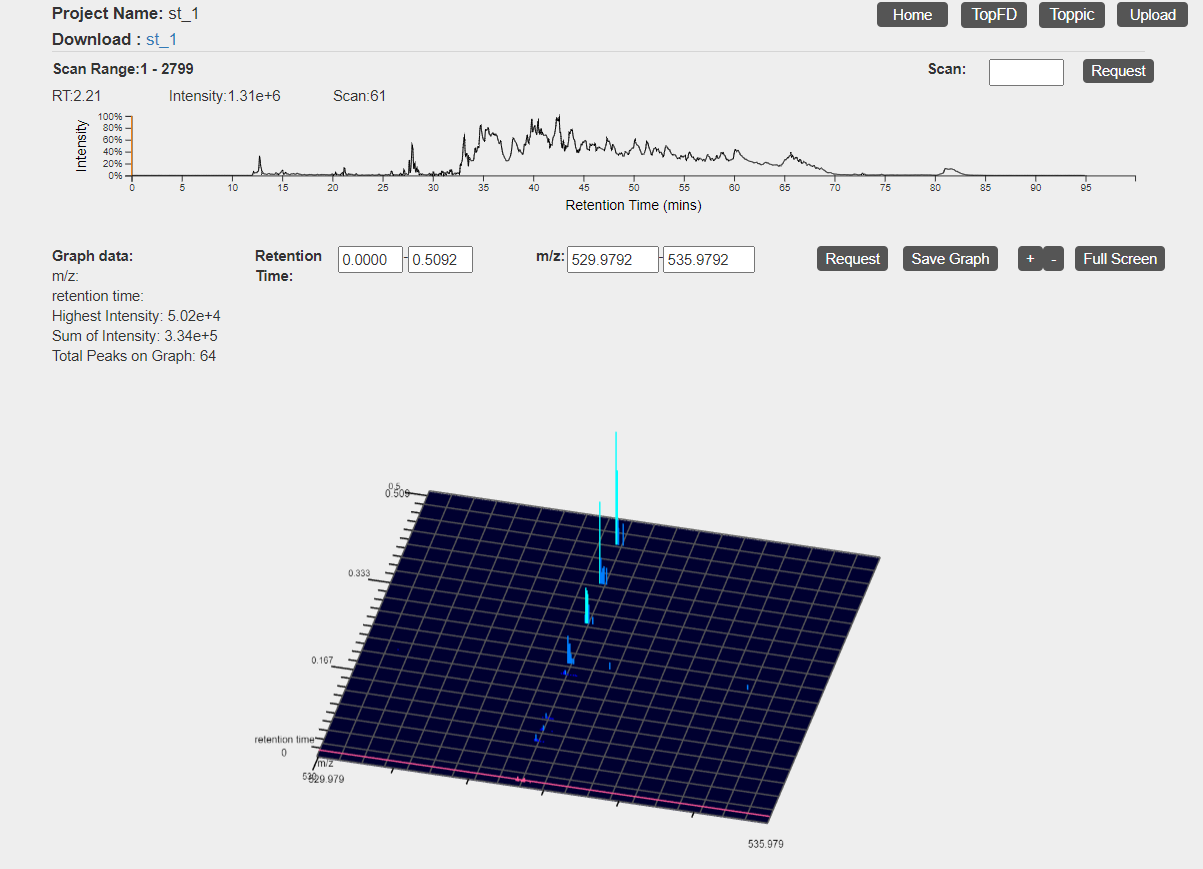 Project Name: st_1
Home TopFD Toppic Upload
Download : st_1
Scan Range:1 - 2799
Scan: Request
RT:2.21 Intensity:1.31e+6 Scan:61
Intensity
100%
80%
60%
40%
20%
0%
0 5 10 15 20 25 30 35 40 45 50 55 60 65 70 75 80 85 90 95
Retention Time (mins)
Graph data:
m/z:
retention time:
Highest Intensity: 5.02e+4
Sum of Intensity: 3.34e+5
Total Peaks on Graph: 64
Retention
Time:
0.0000 - 0.5092
m/z: 529.9792 - 535.9792
Request Save Graph + - Full Screen
0.5
0.509
0.333
0.167
retention time
0
m/z
530
529.979
535.979